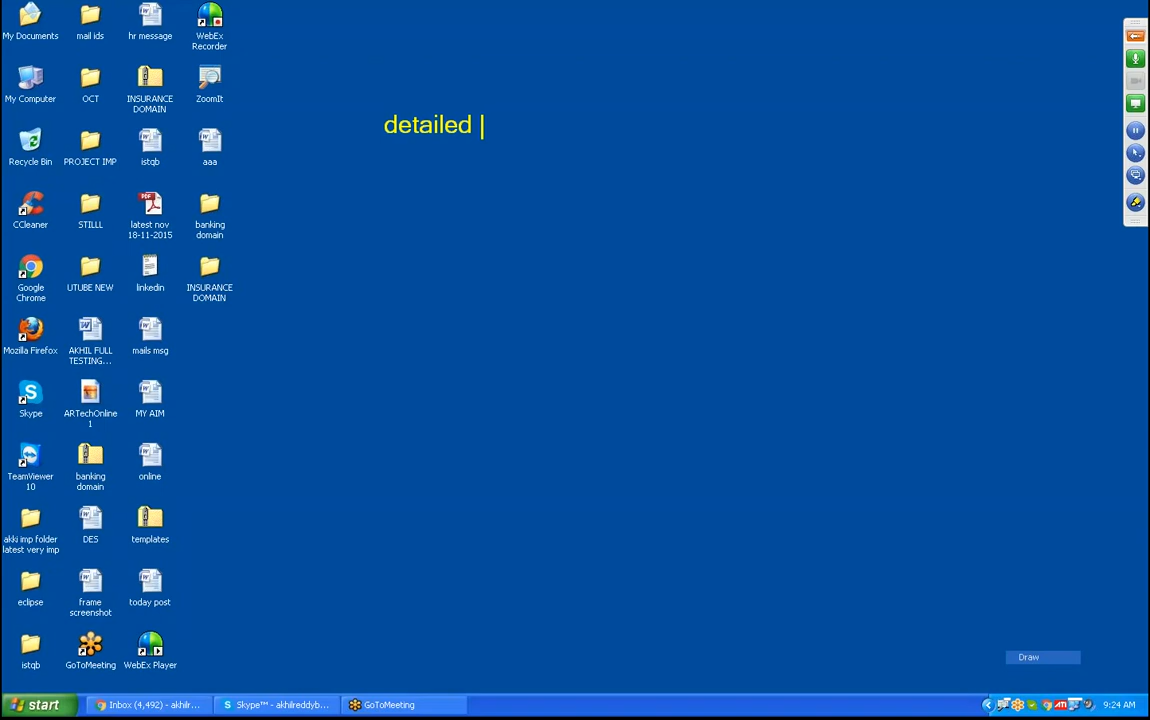 My Documents
mail ids
hr message
WebEx
Recorder
My Computer
OCT
INSURANCE
DOMAIN
ZoomIt
Recycle Bin
PROJECT IMP
istqb
aaa
CCleaner
STILLL
latest nov
18-11-2015
banking
domain
Google
Chrome
UTUBE NEW
linkedin
INSURANCE
DOMAIN
Mozilla Firefox
AKHIL FULL
TESTING...
mails msg
Skype
ARTechOnline
1
MY AIM
TeamViewer
10
banking
domain
online
akki imp folder
latest very imp
DES
templates
eclipse
frame
screenshot
today post
istqb
GoToMeeting
WebEx Player
detailed
Draw
start
Inbox (4,492) - akhilr...
Skype™ - akhilreddyb...
GoToMeeting
9:24 AM